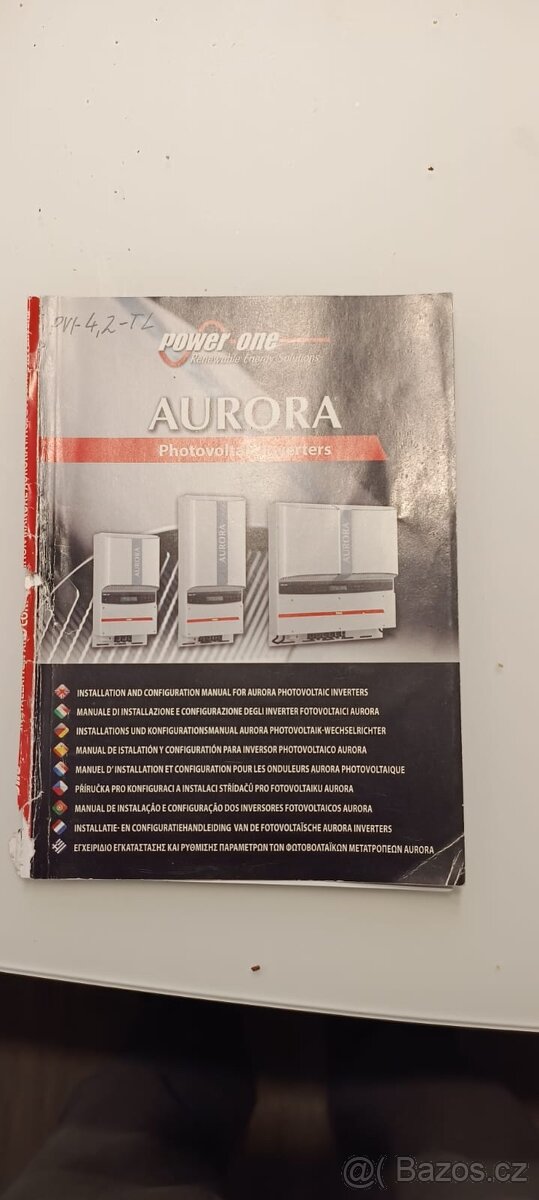 PVI-4,2-TL
power-one
Renewable Energy Solutions
AURORA
Photovoltaic Inverters
AURORA
AURORA
AURORA
INSTALLATION AND CONFIGURATION MANUAL FOR AURORA PHOTOVOLTAIC INVERTERS
MANUALE DI INSTALLAZIONE E CONFIGURAZIONE DEGLI INVERTER FOTOVOLTAICI AURORA
INSTALLATIONS UND KONFIGURATIONSMANUAL AURORA PHOTOVOLTAIK-WECHSELRICHTER
MANUAL DE ISTALATIÓN Y CONFIGURATIÓN PARA INVERSOR PHOTOVOLTAICO AURORA
MANUEL D'INSTALLATION ET CONFIGURATION POUR LES ONDULEURS AURORA PHOTOVOLTAIQUE
PŘÍRUČKA PRO KONFIGURACI A INSTALACI STŘÍDAČŮ PRO FOTOVOLTAIKU AURORA
MANUAL DE INSTALAÇÃO E CONFIGURAÇÃO DOS INVERSORES FOTOVOLTAICOS AURORA
INSTALLATIE- EN CONFIGURATIEHANDLEIDING VAN DE FOTOVOLTAÏSCHE AURORA INVERTERS
ΕΓΧΕΙΡΙΔΙΟ ΕΓΚΑΤΑΣΤΑΣΗΣ ΚΑΙ ΡΥΘΜΙΣΗΣ ΠΑΡΑΜΕΤΡΩΝ ΤΩΝ ΦΩΤΟΒΟΛΤΑΪΚΩΝ ΜΕΤΑΤΡΟΠΕΩΝ AURORA
@( Bazos.cz